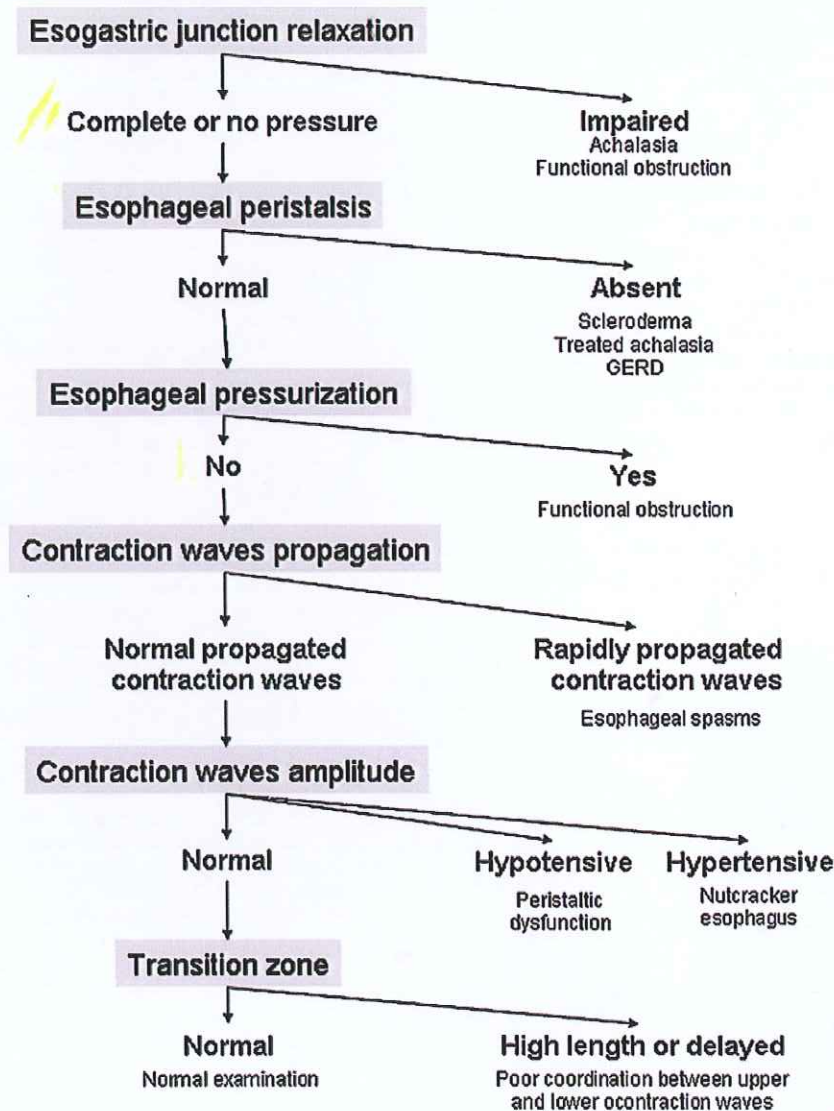 Esogastric junction relaxation
Complete or no pressure
Impaired
Achalasia
Functional obstruction
Esophageal peristalsis
Normal
Absent
Scleroderma
Treated achalasia
GERD
Esophageal pressurization
No
Yes
Functional obstruction
Contraction waves propagation
Normal propagated
contraction waves
Rapidly propagated
contraction waves
Esophageal spasms
Contraction waves amplitude
Normal
Hypotensive
Peristaltic
dysfunction
Hypertensive
Nutcracker
esophagus
Transition zone
Normal
Normal examination
High length or delayed
Poor coordination between upper
and lower ocontraction waves